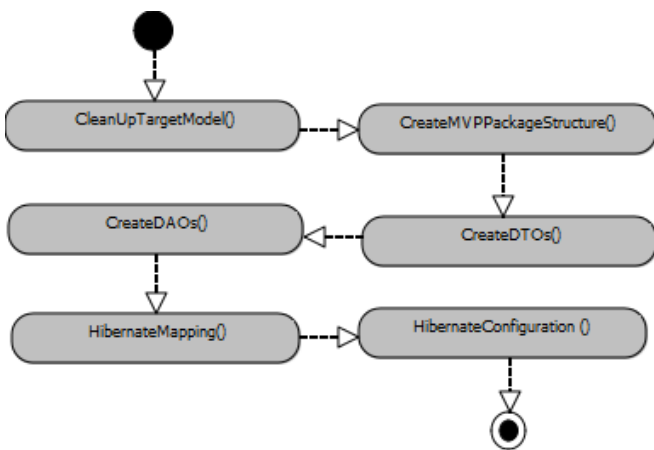 CleanUpTargetModel()
CreateMVPPackageStructure()
CreateDAOs()
CreateDTOs()
HibernateMapping()
HibernateConfiguration ()